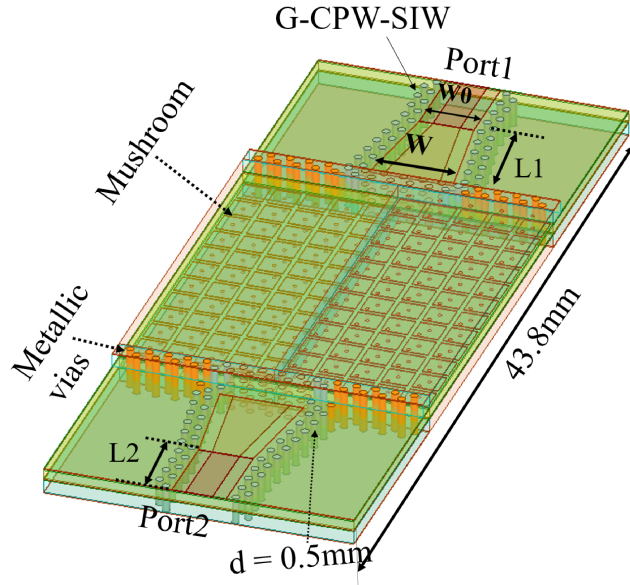 G-CPW-SIW
Port1
W0
Mushroom
W
L1
Metallic
vias
43.8mm
L2
Port2
d = 0.5mm